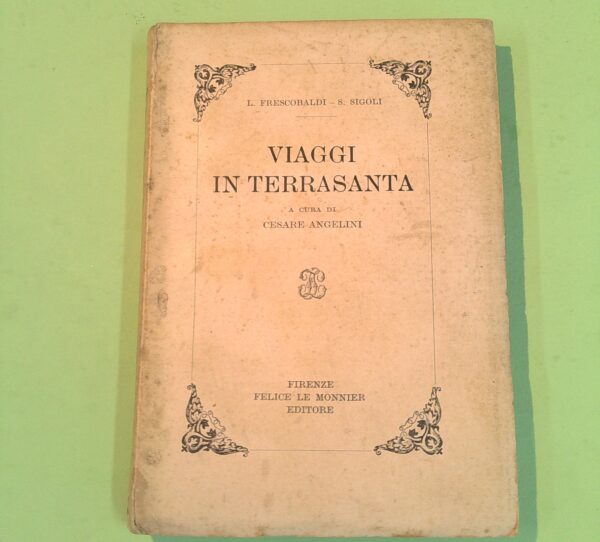 L. FRESCOBALDI - S. SIGOLI
VIAGGI
IN TERRASANTA
A CURA DI
CESARE ANGELINI
FIRENZE
FELICE LE MONNIER
EDITORE